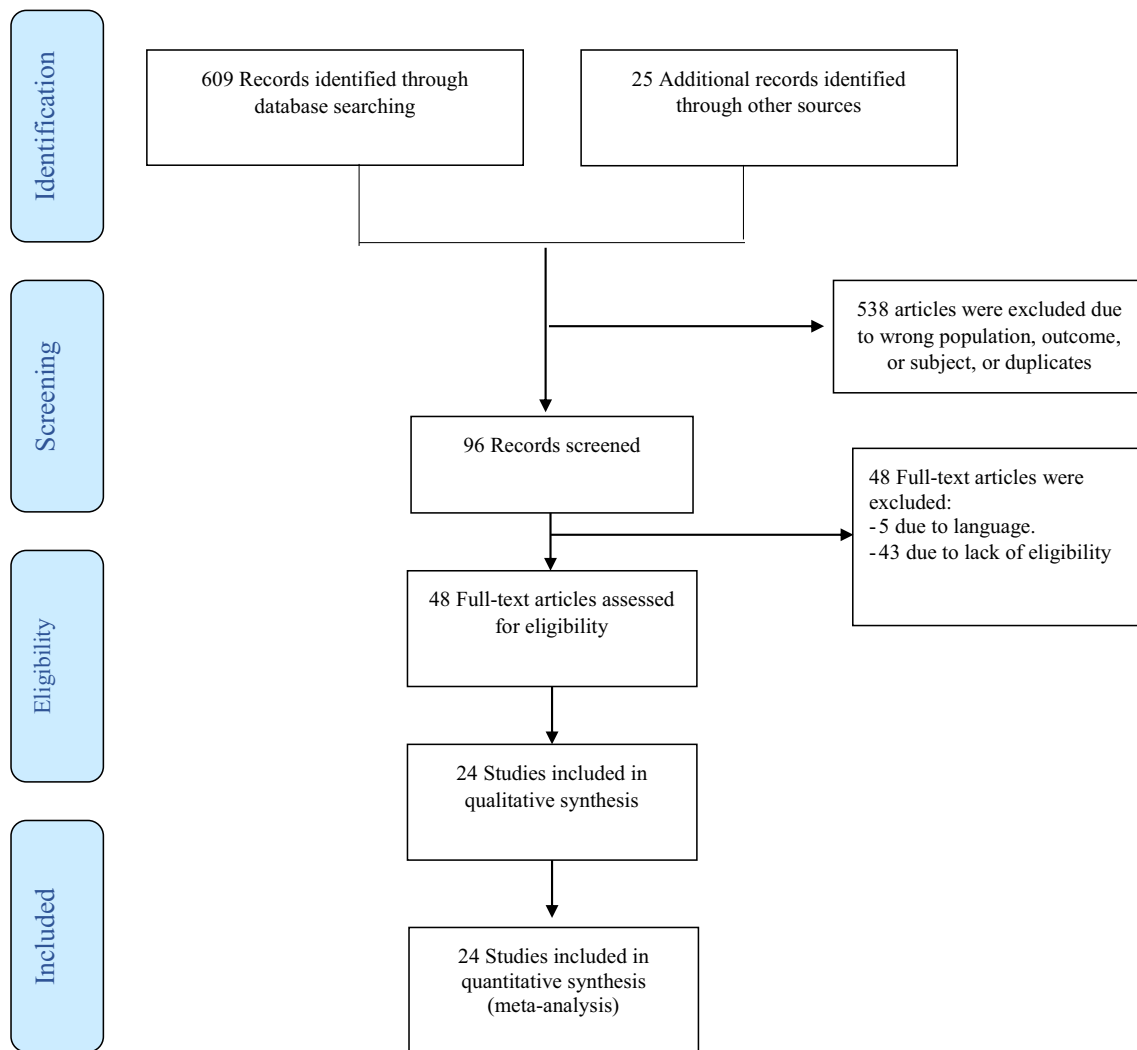 Identification
609 Records identified through
database searching
25 Additional records identified
through other sources
Screening
538 articles were excluded due
to wrong population, outcome,
or subject, or duplicates
96 Records screened
48 Full-text articles were
excluded:
-5 due to language.
-43 due to lack of eligibility
Eligibility
48 Full-text articles assessed
for eligibility
24 Studies included in
qualitative synthesis
Included
24 Studies included in
quantitative synthesis
(meta-analysis)